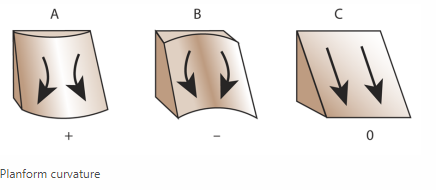 A B C
+ – 0
Planform curvature